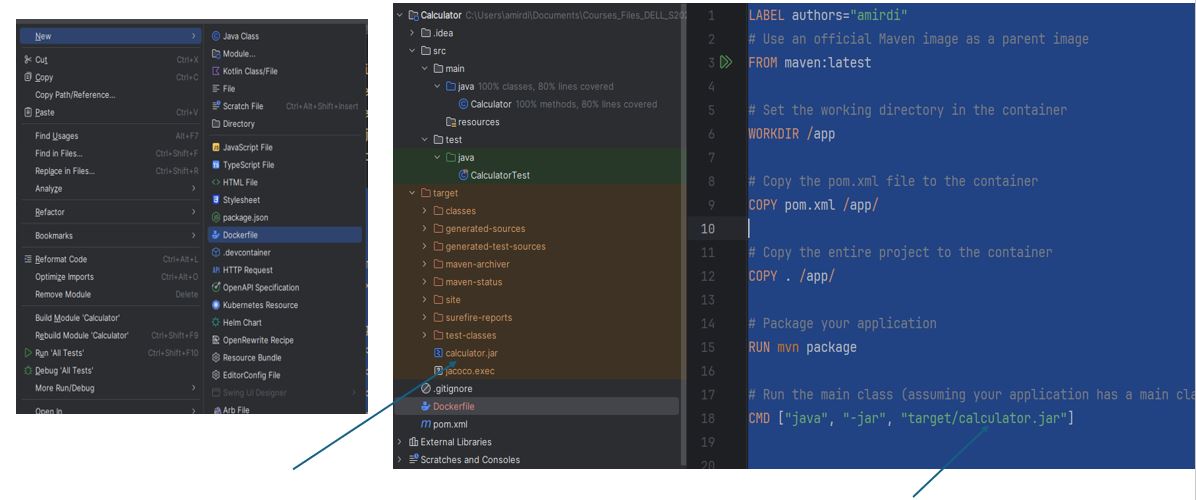 New
Cut Ctrl+X
Copy Ctrl+C
Copy Path/Reference...
Paste Ctrl+V
Find Usages Alt+F7
Find in Files... Ctrl+Shift+F
Replace in Files... Ctrl+Shift+R
Analyze
Refactor
Bookmarks
Reformat Code Ctrl+Alt+L
Optimize Imports Ctrl+Alt+O
Remove Module Delete
Build Module 'Calculator'
Rebuild Module 'Calculator' Ctrl+Shift+F9
Run 'All Tests' Ctrl+Shift+F10
Debug 'All Tests'
More Run/Debug
Open In
Java Class
Module...
Kotlin Class/File
File
Scratch File Ctrl+Alt+Shift+Insert
Directory
JavaScript File
TypeScript File
HTML File
Stylesheet
package.json
Dockerfile
.devcontainer
HTTP Request
OpenAPI Specification
Kubernetes Resource
Helm Chart
OpenRewrite Recipe
Resource Bundle
EditorConfig File
Swing UI Designer
Arb File
Calculator C:\Users\amirdi\Documents\Courses_Files_DELL_S20
.idea
src
main
java 100% classes, 80% lines covered
Calculator 100% methods, 80% lines covered
resources
test
java
CalculatorTest
target
classes
generated-sources
generated-test-sources
maven-archiver
maven-status
site
surefire-reports
test-classes
calculator.jar
jacoco.exec
.gitignore
Dockerfile
pom.xml
External Libraries
Scratches and Consoles
1 LABEL authors="amirdi"
2 # Use an official Maven image as a parent image
3 FROM maven:latest
4
5 # Set the working directory in the container
6 WORKDIR /app
7
8 # Copy the pom.xml file to the container
9 COPY pom.xml /app/
10
11 # Copy the entire project to the container
12 COPY . /app/
13
14 # Package your application
15 RUN mvn package
16
17 # Run the main class (assuming your application has a main cla
18 CMD ["java", "-jar", "target/calculator.jar"]
19
20